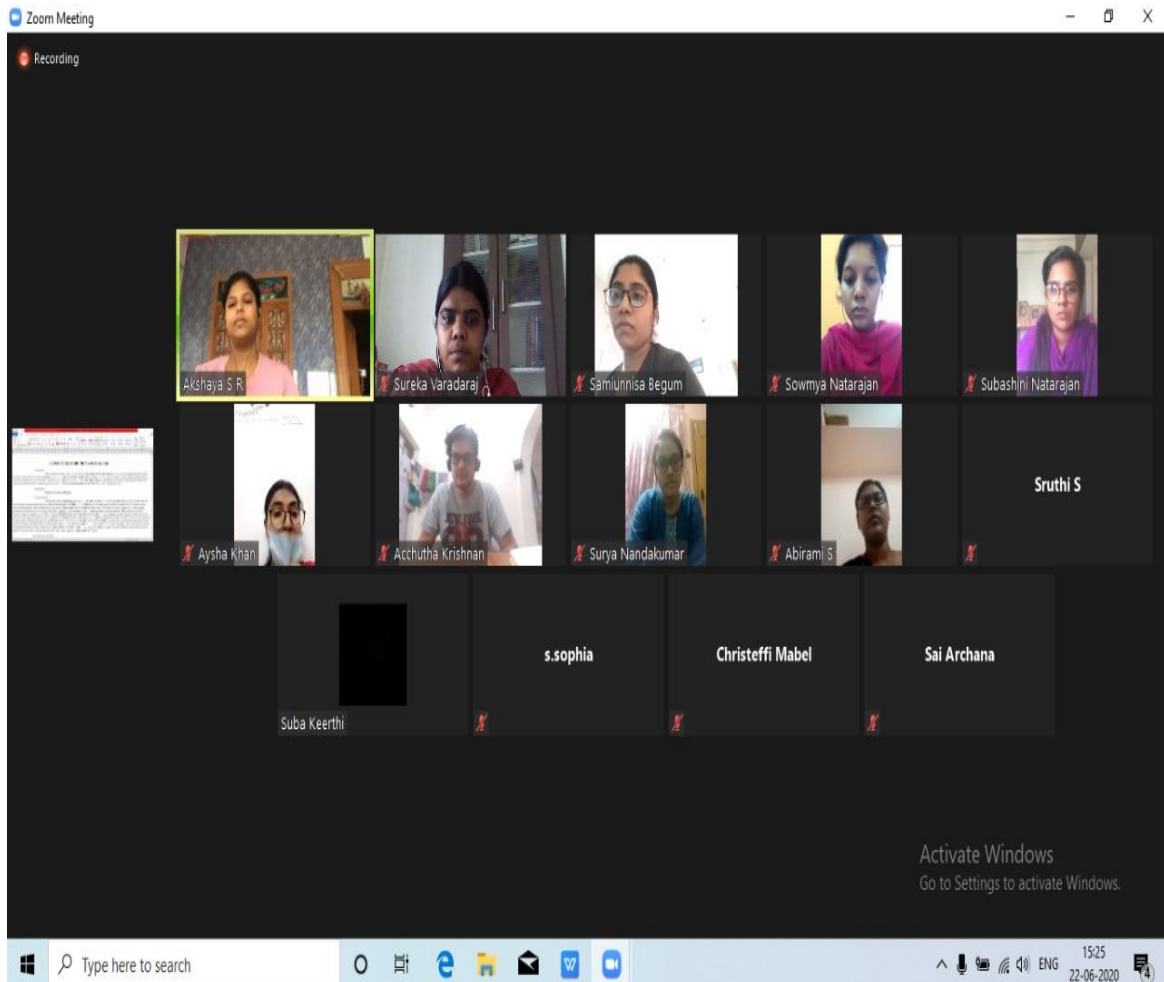 Zoom Meeting
Recording
Akshaya S R
Sureka Varadaraj
Samiunnisa Begum
Sowmya Natarajan
Subashini Natarajan
Aysha Khan
Acchutha Krishnan
Surya Nandakumar
Abirami S
Sruthi S
Suba Keerthi
s.sophia
Christeffi Mabel
Sai Archana
Activate Windows
Go to Settings to activate Windows.
Type here to search
ENG
15:25
22-06-2020
4